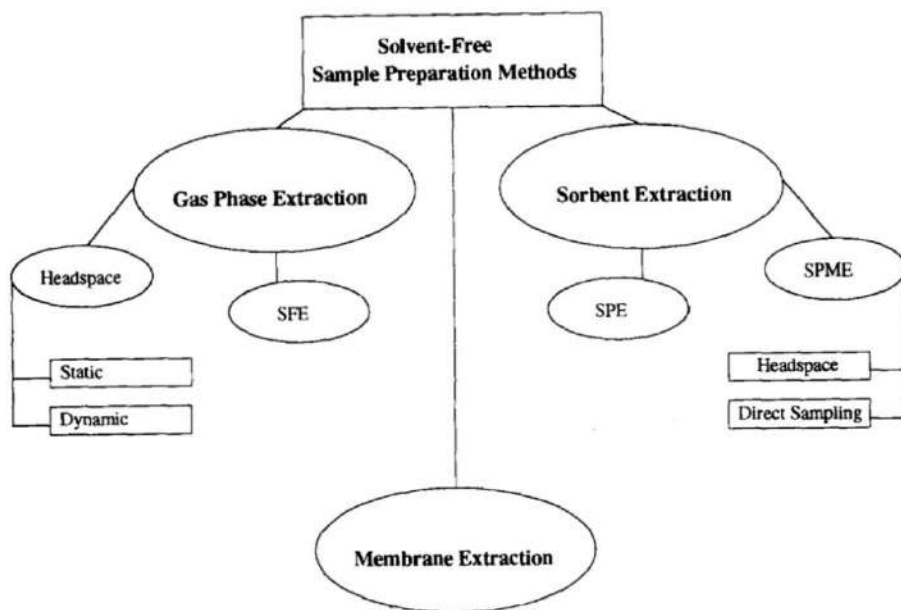 Solvent-Free
Sample Preparation Methods
Gas Phase Extraction
Sorbent Extraction
Headspace
SFE
SPE
SPME
Static
Dynamic
Headspace
Direct Sampling
Membrane Extraction